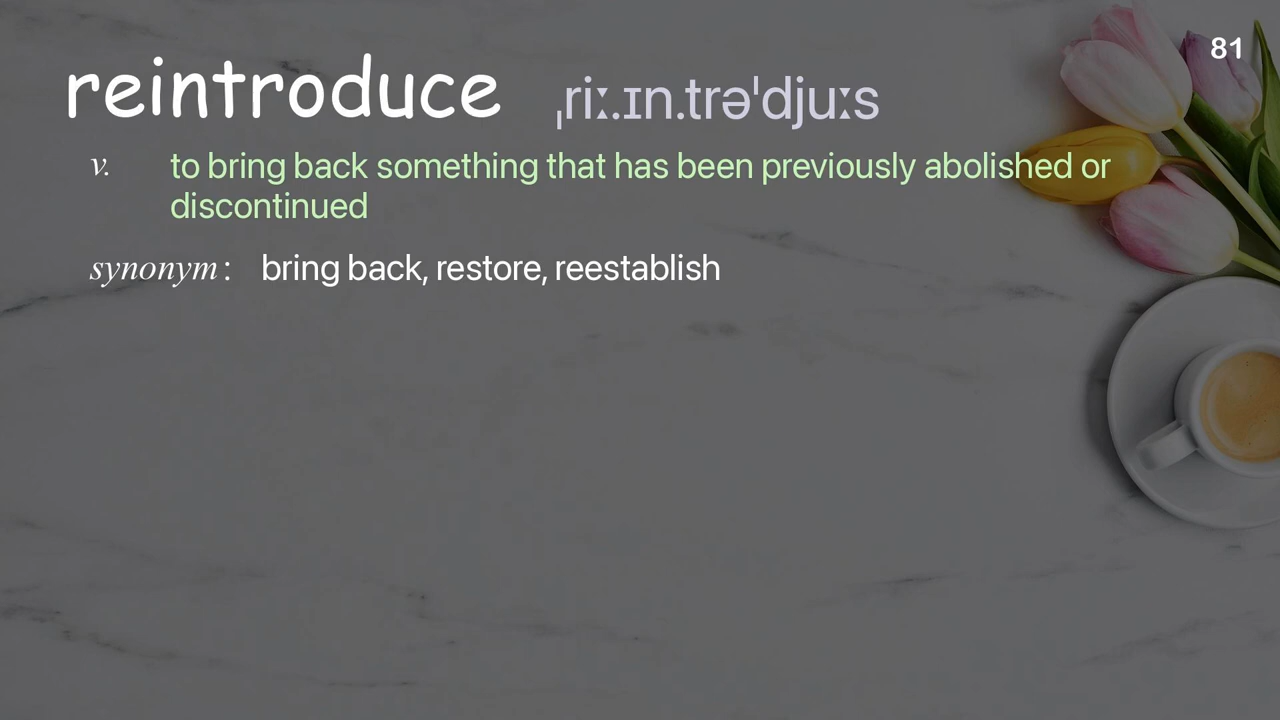 81
reintroduce ˌriː.ɪn.trəˈdjuːs
v. to bring back something that has been previously abolished or
discontinued
synonym : bring back, restore, reestablish